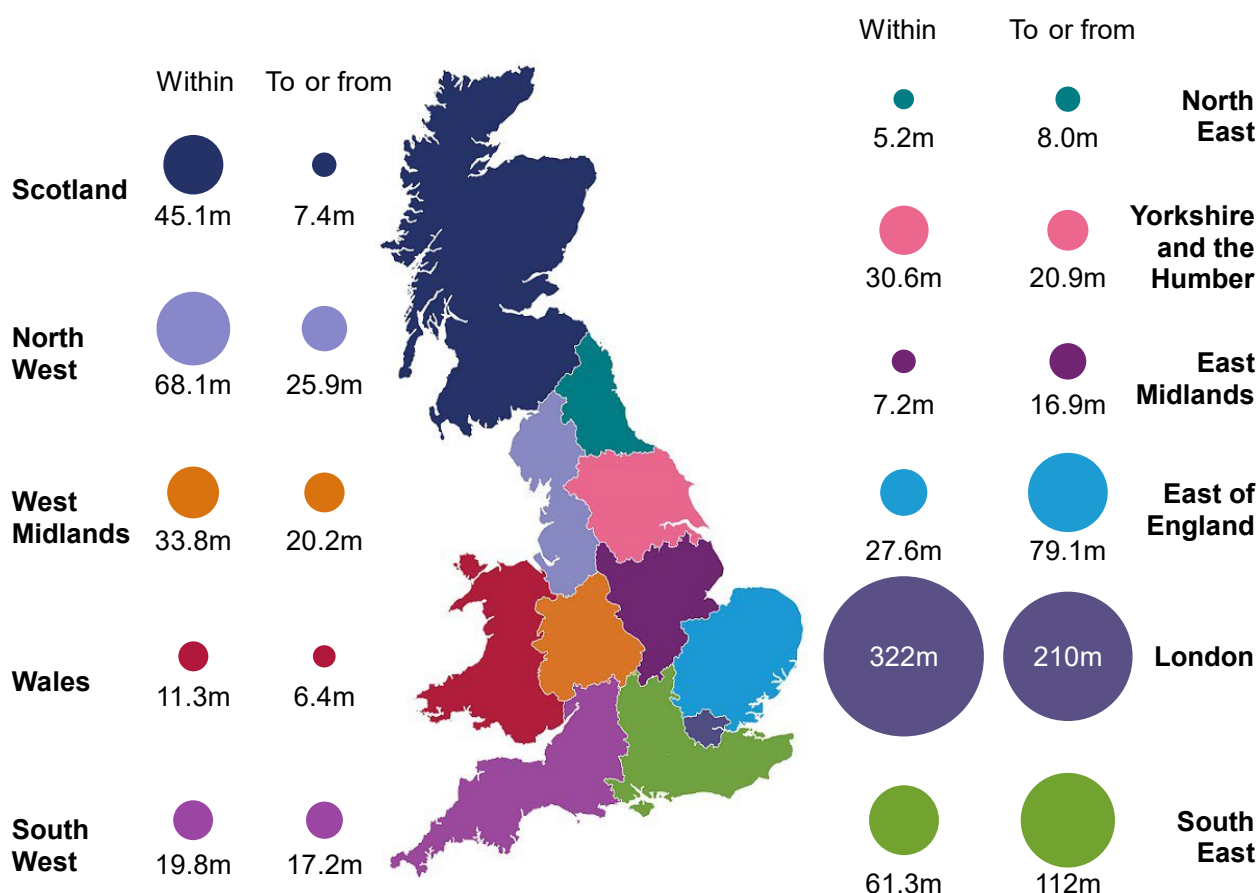 Within To or from
Scotland
45.1m 7.4m
North
West
68.1m 25.9m
West
Midlands
33.8m 20.2m
Wales
11.3m 6.4m
South
West
19.8m 17.2m
Within To or from
North
East
5.2m 8.0m
Yorkshire
and the
Humber
30.6m 20.9m
East
Midlands
7.2m 16.9m
East of
England
27.6m 79.1m
322m 210m London
South
East
61.3m 112m